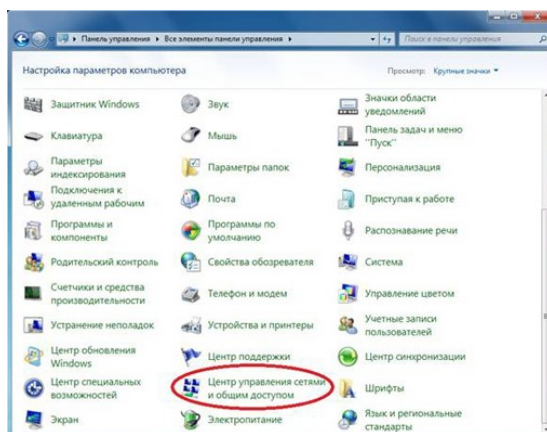 Панель управления ▸ Все элементы панели управления ▸
Поиск в панели управления
Настройка параметров компьютера
Просмотр: Крупные значки
Защитник Windows
Звук
Значки области
уведомлений
Клавиатура
Мышь
Панель задач и меню
"Пуск"
Параметры
индексирования
Параметры папок
Персонализация
Подключения к
удаленным рабочим
Почта
Приступая к работе
Программы и
компоненты
Программы по
умолчанию
Распознавание речи
Родительский контроль
Свойства обозревателя
Система
Счетчики и средства
производительности
Телефон и модем
Управление цветом
Устранение неполадок
Устройства и принтеры
Учетные записи
пользователей
Центр обновления
Windows
Центр поддержки
Центр синхронизации
Центр специальных
возможностей
Центр управления сетями
и общим доступом
Шрифты
Экран
Электропитание
Язык и региональные
стандарты